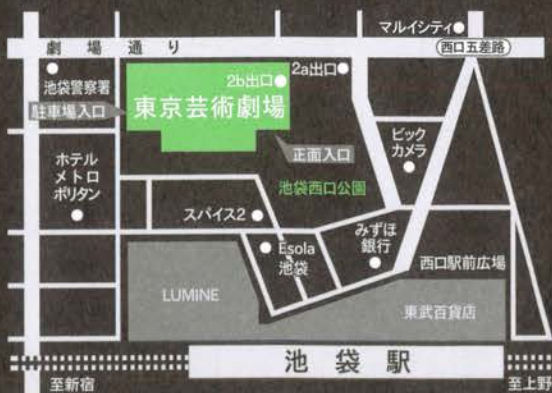 マルイシティ
劇場通り
西口五差路
2a出口
2b出口
池袋警察署
駐車場入口
東京芸術劇場
ビック
カメラ
正面入口
ホテル
メトロ
ポリタン
池袋西口公園
スパイス2
みずほ
銀行
Esola
池袋
西口駅前広場
LUMINE
東武百貨店
池袋駅
至新宿
至上野